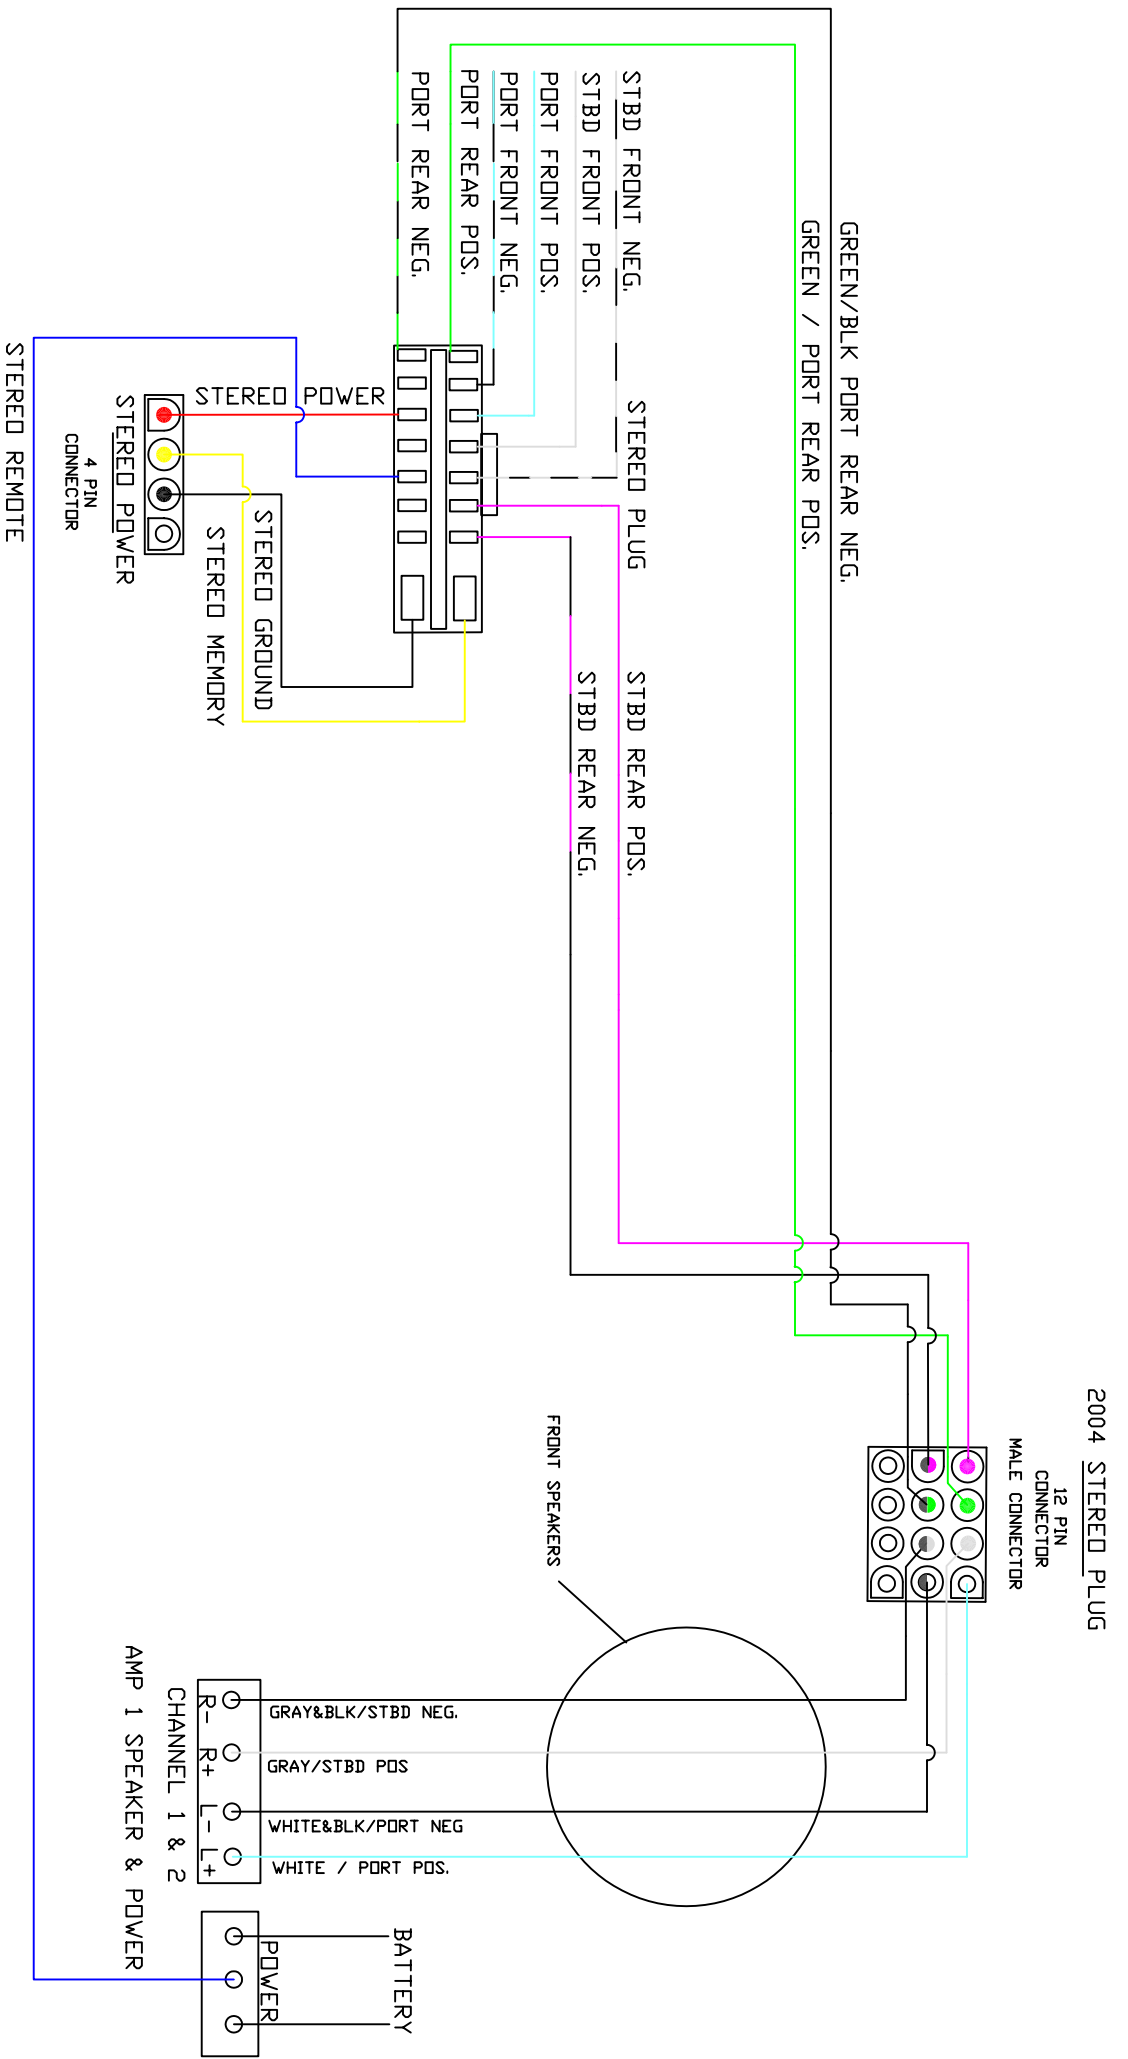 GREEN/BLK PORT REAR NEG.
GREEN / PORT REAR POS.
STBD FRONT NEG.
STBD FRONT POS.
PORT FRONT POS.
PORT FRONT NEG.
PORT REAR POS.
PORT REAR NEG.
STEREO PLUG
STEREO POWER
STEREO POWER
4 PIN
CONNECTOR
STEREO REMOTE
STEREO GROUND
STEREO MEMORY
STBD REAR POS.
STBD REAR NEG.
2004 STEREO PLUG
12 PIN
CONNECTOR
MALE CONNECTOR
FRONT SPEAKERS
GRAY&BLK/STBD NEG.
GRAY/STBD POS
WHITE&BLK/PORT NEG
WHITE / PORT POS.
R- R+ L- L+
CHANNEL 1 & 2
AMP 1 SPEAKER & POWER
POWER
BATTERY